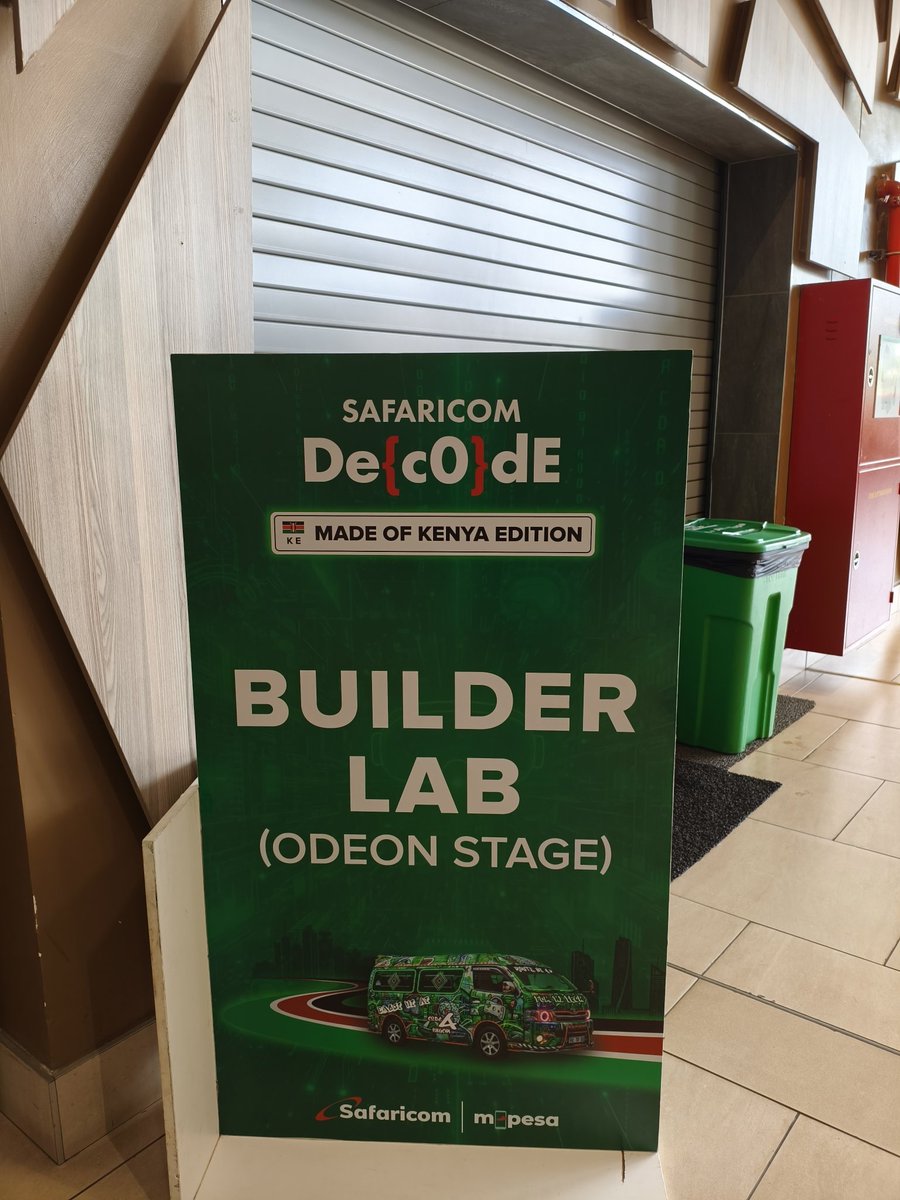 SAFARICOM
De{c0}dE
KE MADE OF KENYA EDITION
BUILDER
LAB
(ODEON STAGE)
Safaricom | m-pesa